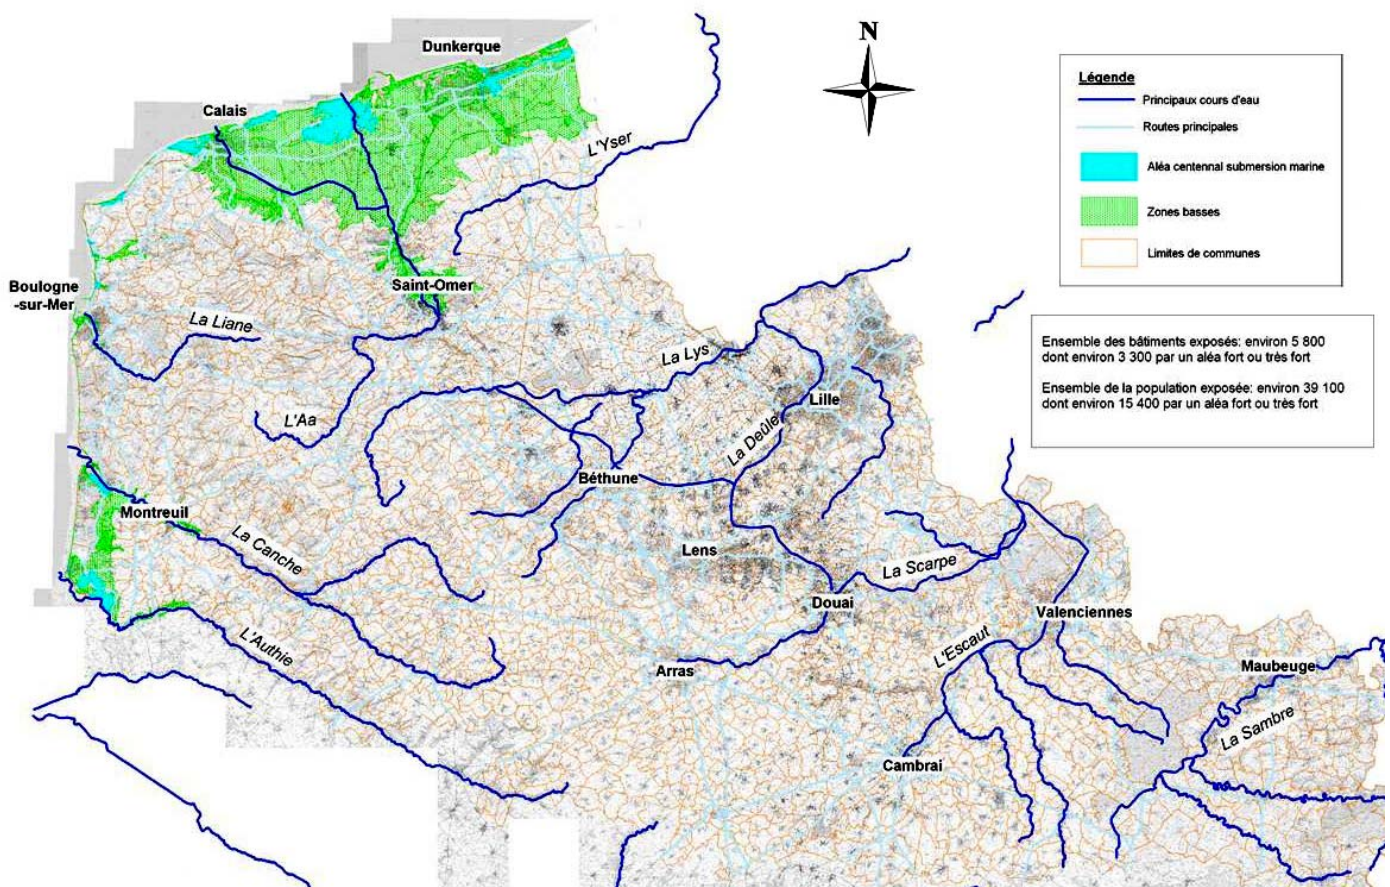 Dunkerque
N
Calais
Légende
Principaux cours d'eau
Routes principales
Aléa centennal submersion marine
Zones basses
Limites de communes
L'Yser
Boulogne
-sur-Mer
Saint-Omer
La Liane
La Lys
Ensemble des bâtiments exposés: environ 5 800
dont environ 3 300 par un aléa fort ou très fort
Ensemble de la population exposée: environ 39 100
dont environ 15 400 par un aléa fort ou très fort
L'Aa
Lille
La Deûle
Béthune
Montreuil
La Canche
Lens
La Scarpe
Douai
Valenciennes
L'Authie
L'Escaut
Arras
Maubeuge
La Sambre
Cambrai